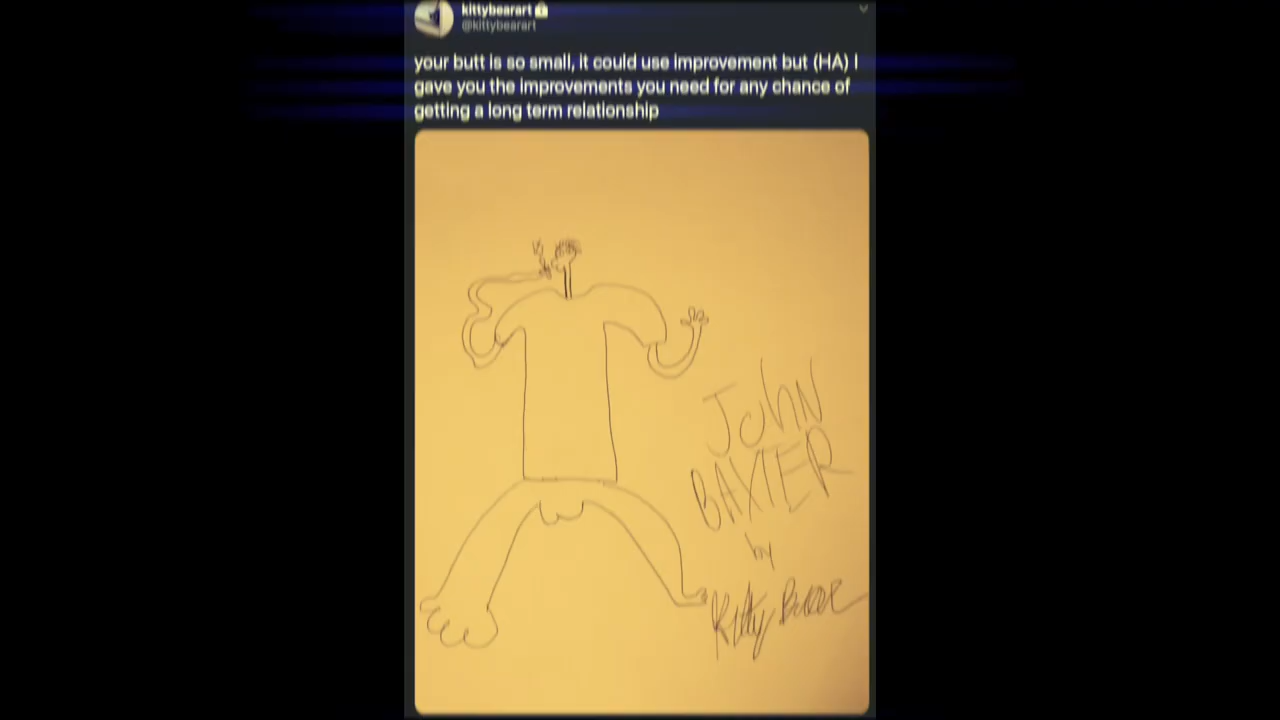 kittybearart
@kittybearart
your butt is so small, it could use improvement but (HA) I
gave you the improvements you need for any chance of
getting a long term relationship
JOHN
BAXTER
by
Kitty Bear